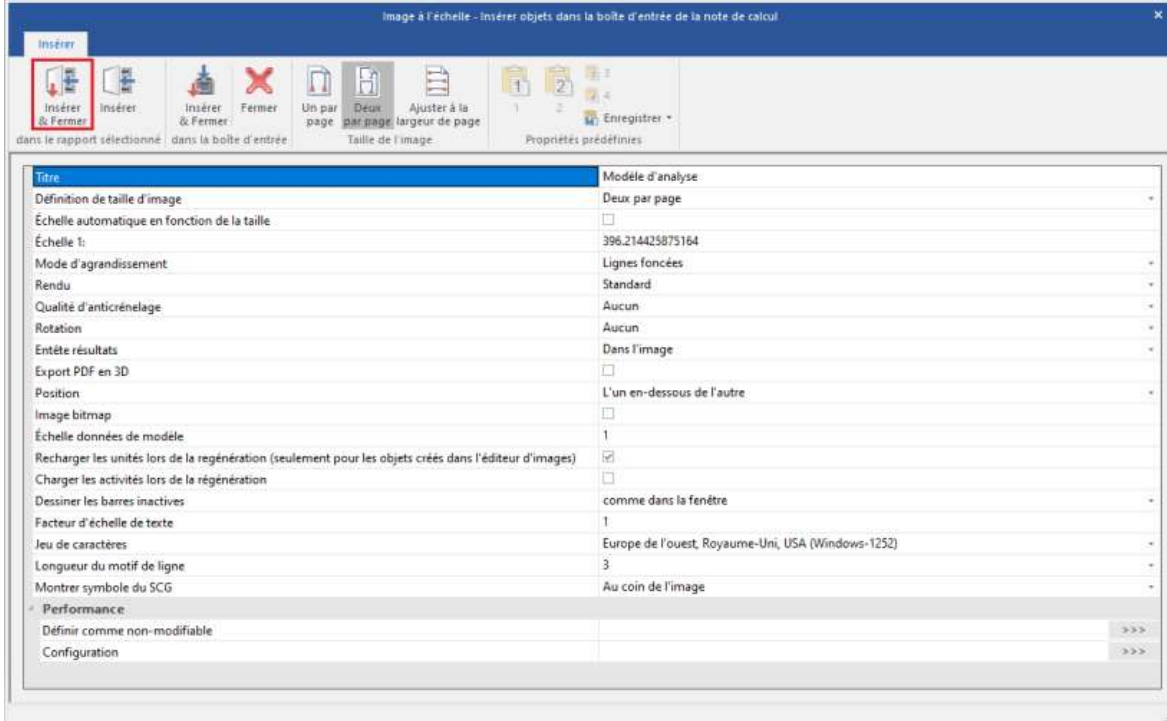 Image à l'échelle - Insérer objets dans la boîte d'entrée de la note de calcul
Insérer
Insérer & Fermer
Insérer
dans le rapport sélectionné
Insérer & Fermer
Fermer
dans la boîte d'entrée
Un par page
Deux par page
Ajuster à la largeur de page
Taille de l'image
1
1
2
2
3
4
Enregistrer
Propriétés prédéfinies
Titre Modèle d'analyse
Définition de taille d'image Deux par page
Échelle automatique en fonction de la taille
Échelle 1: 396.214425875164
Mode d'agrandissement Lignes foncées
Rendu Standard
Qualité d'anticrénelage Aucun
Rotation Aucun
Entête résultats Dans l'image
Export PDF en 3D
Position L'un en-dessous de l'autre
Image bitmap
Échelle données de modèle 1
Recharger les unités lors de la regénération (seulement pour les objets créés dans l'éditeur d'images)
Charger les activités lors de la régénération
Dessiner les barres inactives comme dans la fenêtre
Facteur d'échelle de texte 1
Jeu de caractères Europe de l'ouest, Royaume-Uni, USA (Windows-1252)
Longueur du motif de ligne 3
Montrer symbole du SCG Au coin de l'image
Performance
Définir comme non-modifiable >>>
Configuration >>>